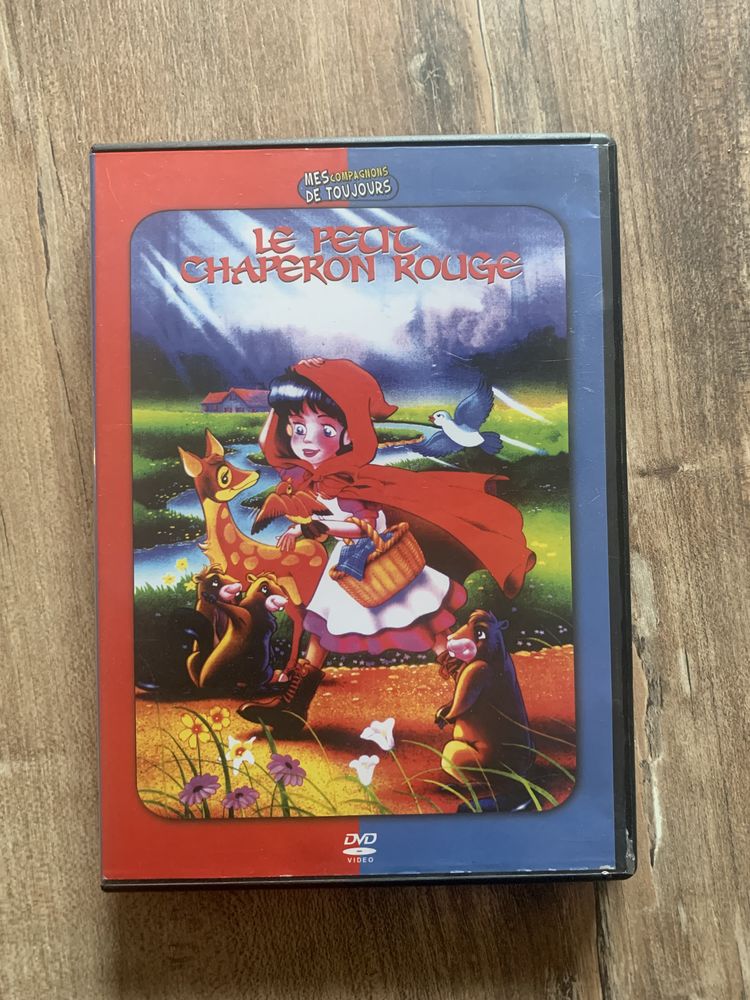 MES COMPAGNONS
DE TOUJOURS
LE PETIT
CHAPERON ROUGE
DVD
VIDEO